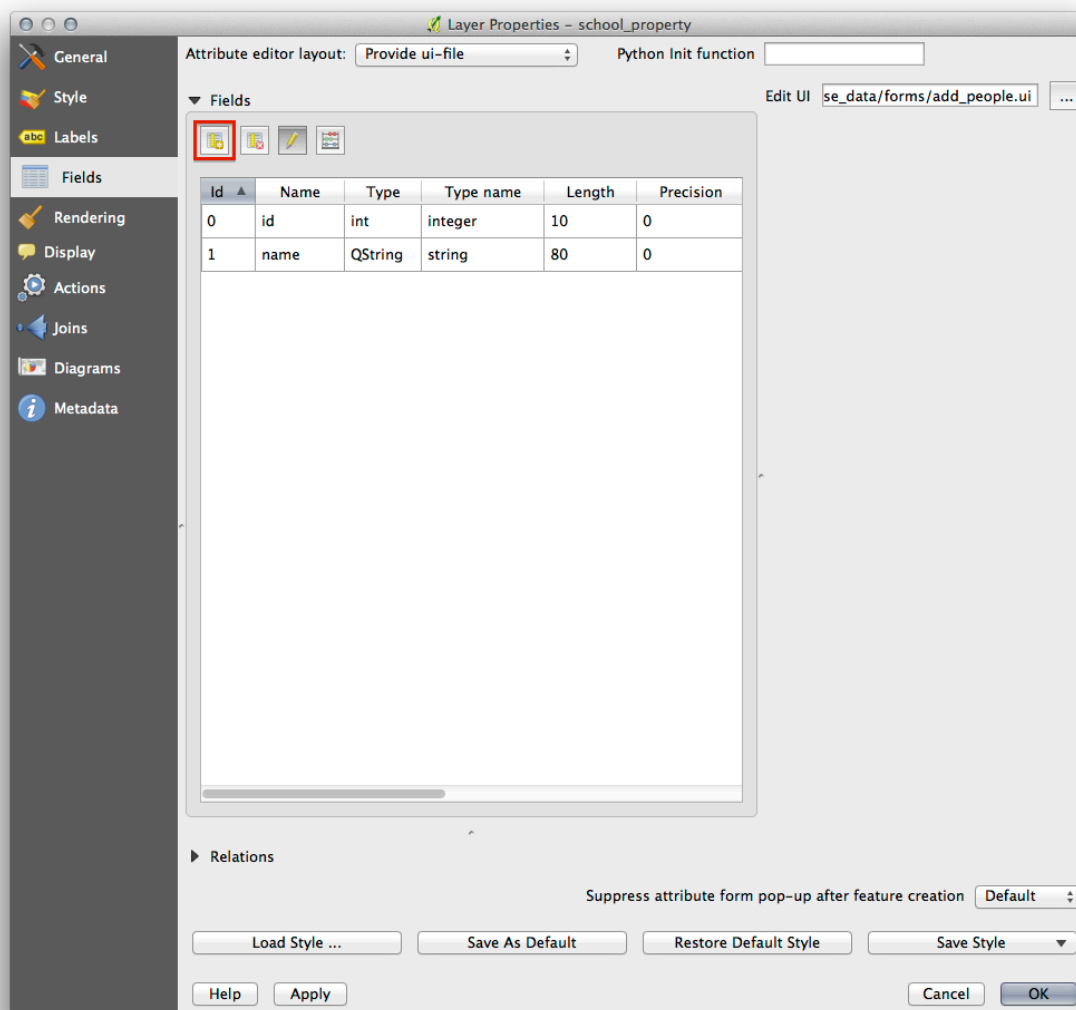 Layer Properties – school_property
General
Style
abc Labels
Fields
Rendering
Display
Actions
Joins
Diagrams
i Metadata
Attribute editor layout: Provide ui-file Python Init function
Fields
Edit UI se_data/forms/add_people.ui ...
Id Name Type Type name Length Precision
0 id int integer 10 0
1 name QString string 80 0
Relations
Suppress attribute form pop-up after feature creation Default
Load Style ... Save As Default Restore Default Style Save Style
Help Apply Cancel OK